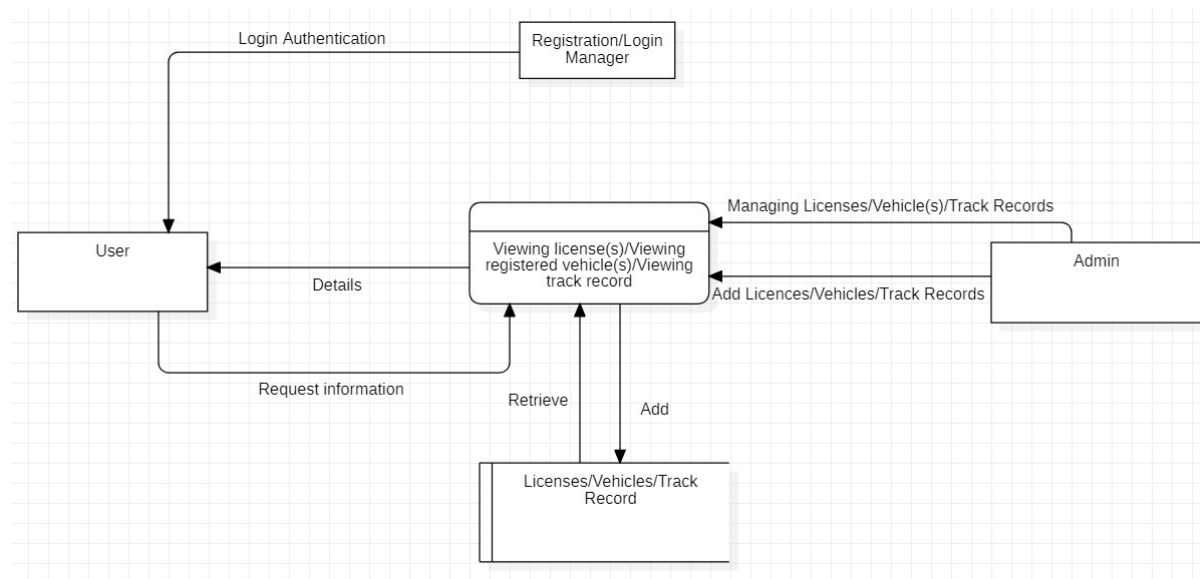 Login Authentication
Registration/Login
Manager
Managing Licenses/Vehicle(s)/Track Records
User
Viewing license(s)/Viewing
registered vehicle(s)/Viewing
track record
Admin
Details
Add Licences/Vehicles/Track Records
Request information
Retrieve
Add
Licenses/Vehicles/Track
Record